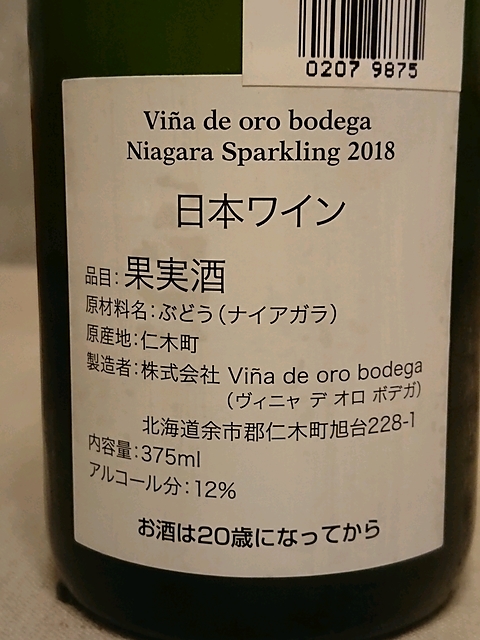 0207 9875
Viña de oro bodega
Niagara Sparkling 2018
日本ワイン
品目:果実酒
原材料名:ぶどう(ナイアガラ)
原産地:仁木町
製造者:株式会社 Viña de oro bodega
(ヴィニャ デ オロ ボデガ)
北海道余市郡仁木町旭台228-1
内容量:375ml
アルコール分:12%
お酒は20歳になってから